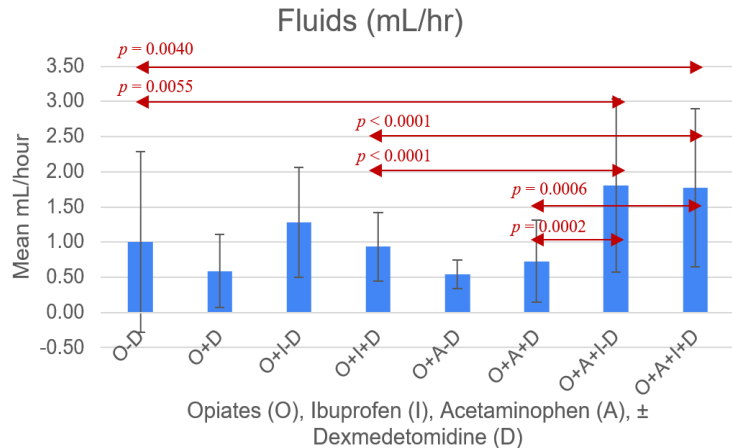 Fluids (mL/hr)
p = 0.0040
3.50
p = 0.0055
3.00
p < 0.0001
2.50
p < 0.0001
2.00
p = 0.0006
1.50
p = 0.0002
1.00
0.50
0.00
-0.50
Mean mL/hour
O-D
O+D
O+I-D
O+I+D
O+A-D
O+A+D
O+A+I-D
O+A+I+D
Opiates (O), Ibuprofen (I), Acetaminophen (A), ±
Dexmedetomidine (D)